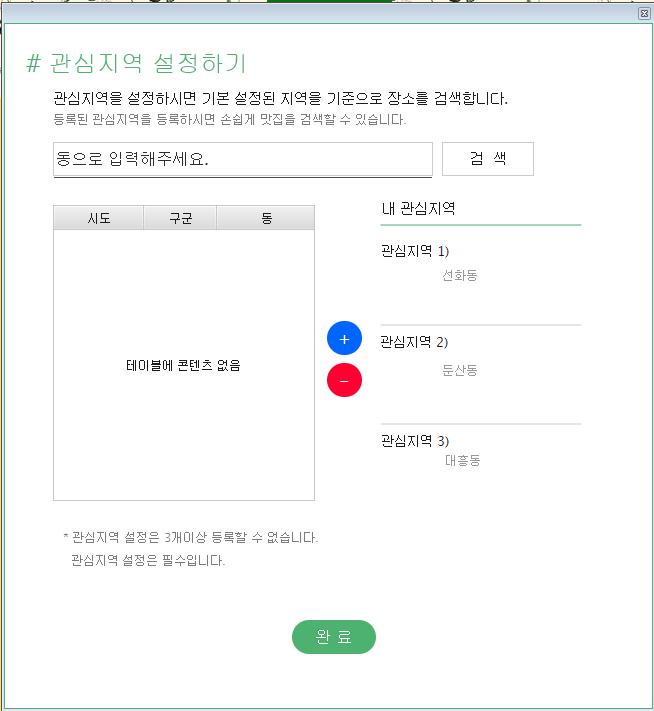 # 관심지역 설정하기
관심지역을 설정하시면 기본 설정된 지역을 기준으로 장소를 검색합니다.
등록된 관심지역을 등록하시면 손쉽게 맛집을 검색할 수 있습니다.
동으로 입력해주세요.
검 색
시도 구군 동
테이블에 콘텐츠 없음
+
−
내 관심지역
관심지역 1)
선화동
관심지역 2)
둔산동
관심지역 3)
대흥동
* 관심지역 설정은 3개이상 등록할 수 없습니다.
관심지역 설정은 필수입니다.
완 료